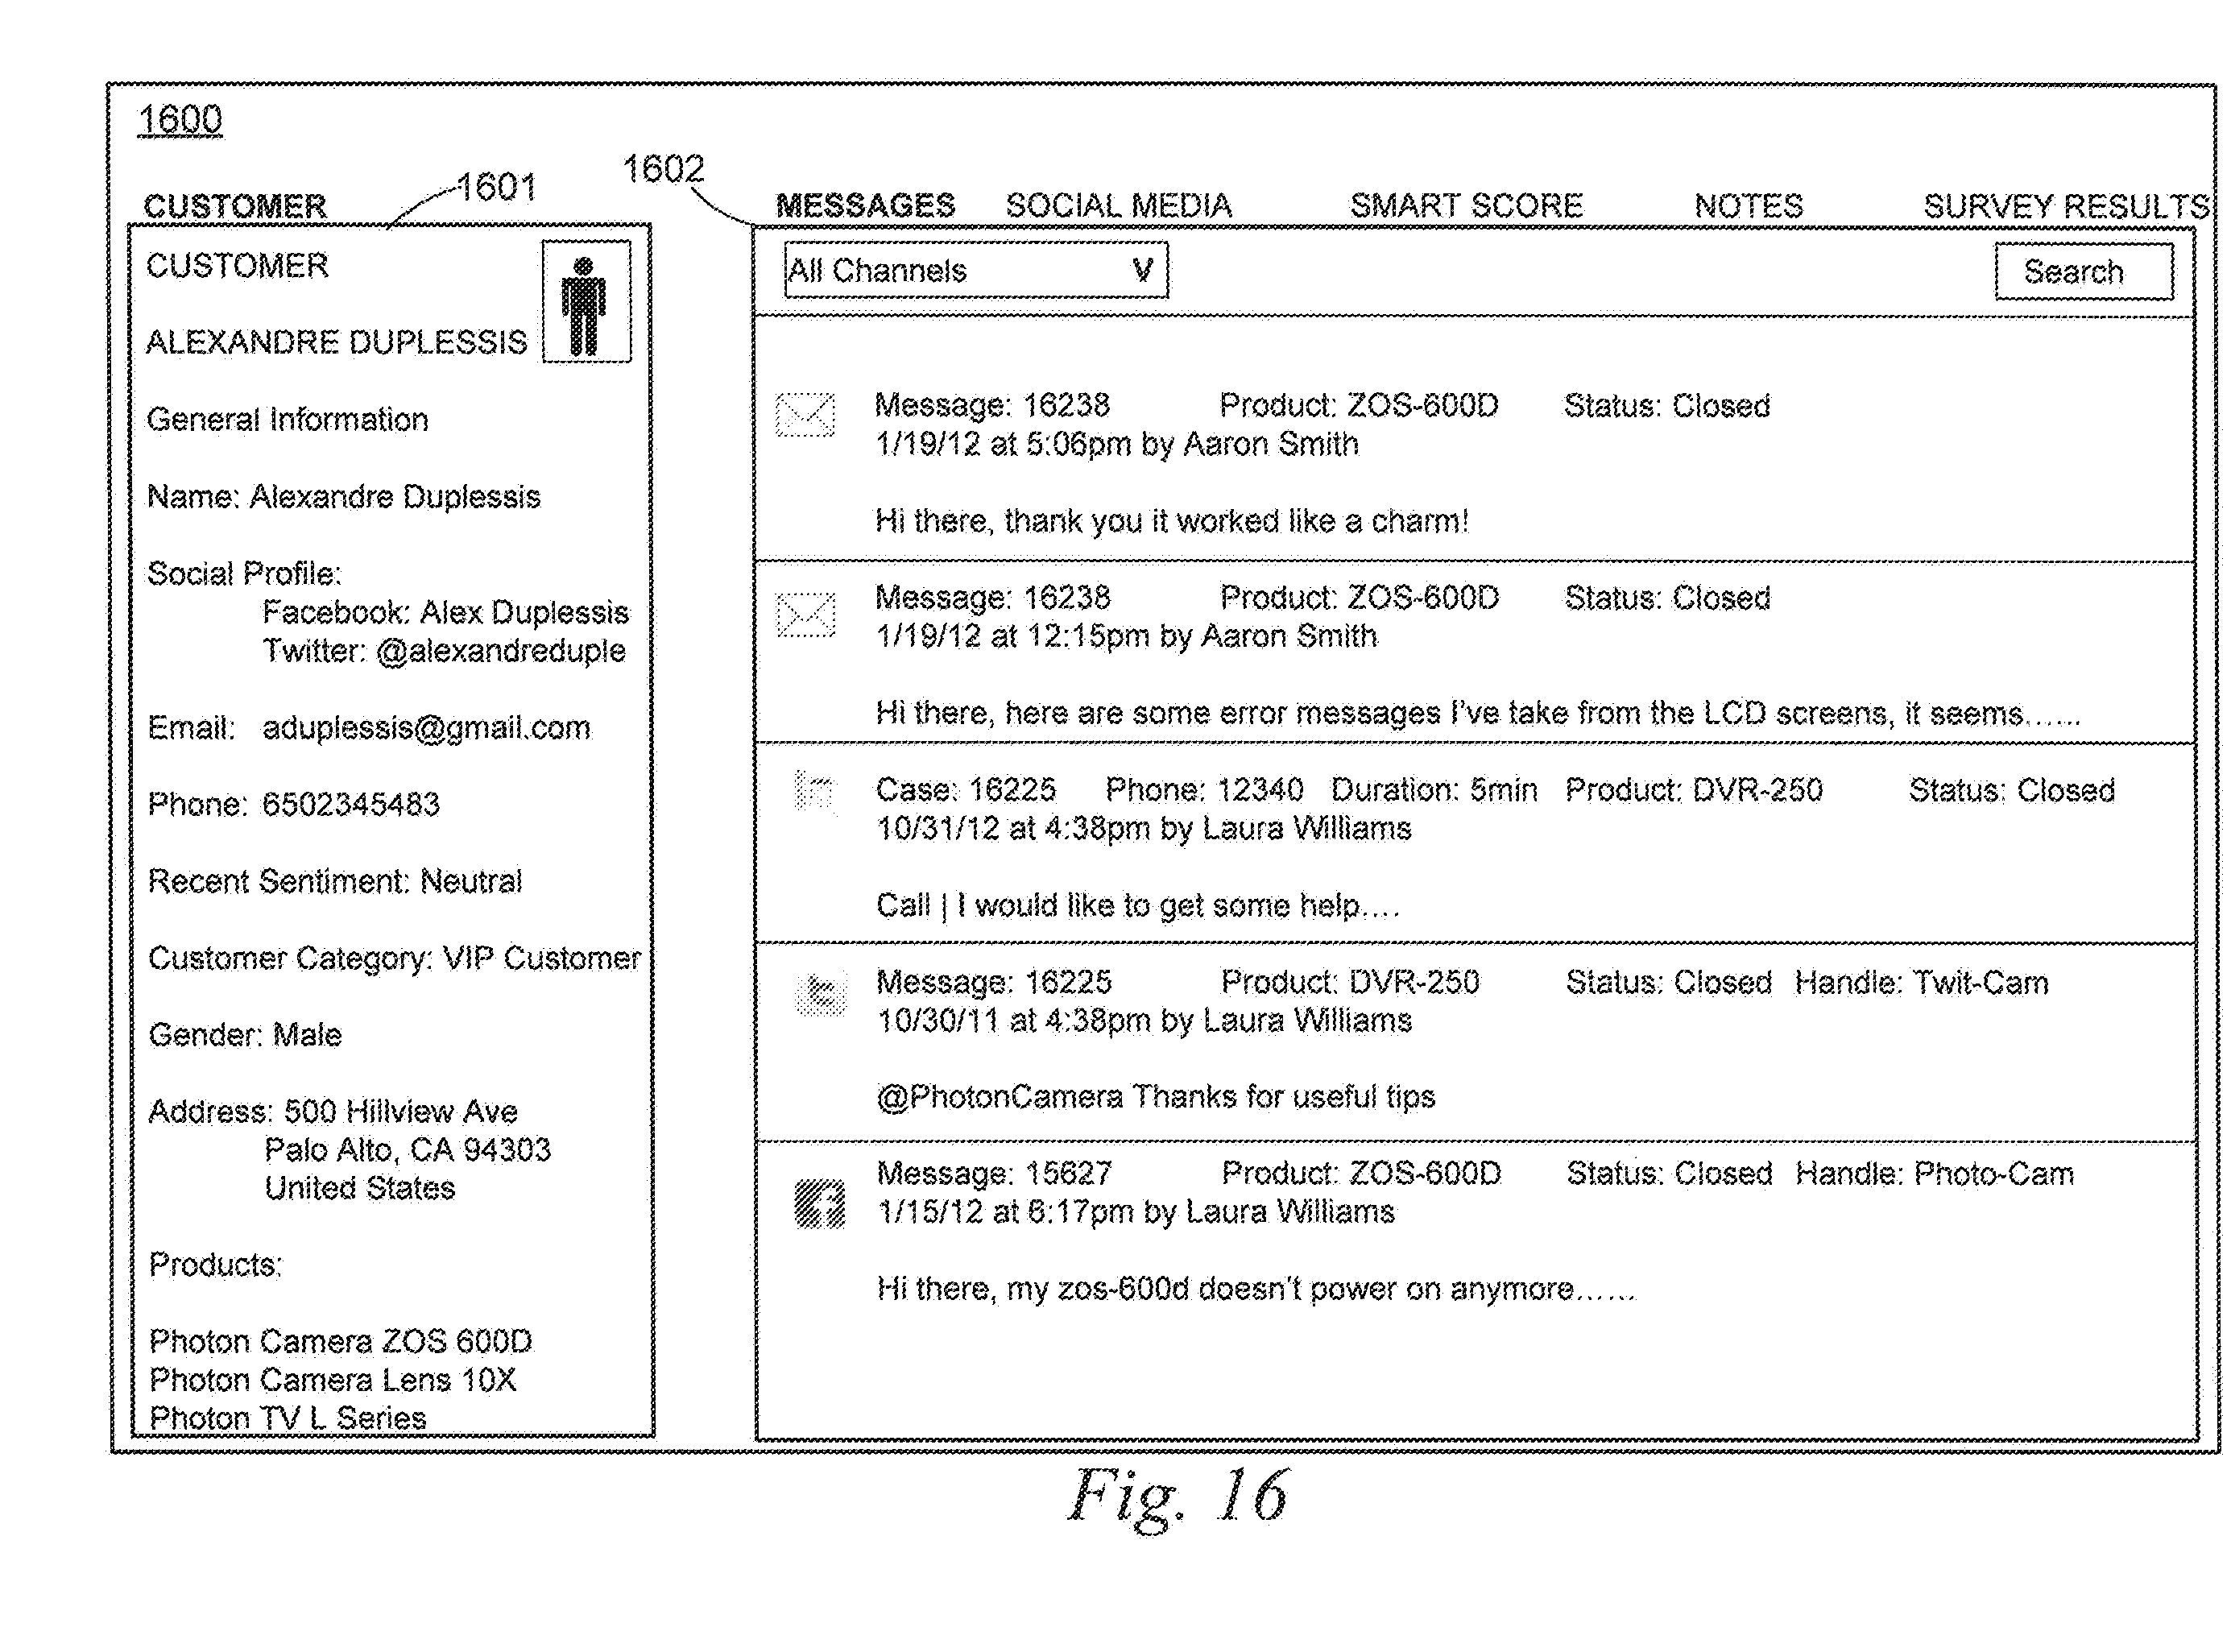 1600
1601
1602
CUSTOMER
CUSTOMER
ALEXANDRE DUPLESSIS
General Information
Name: Alexandre Duplessis
Social Profile:
Facebook: Alex Duplessis
Twitter: @alexandreduple
Email: aduplessis@gmail.com
Phone: 6502345483
Recent Sentiment: Neutral
Customer Category: VIP Customer
Gender: Male
Address: 500 Hillview Ave
Palo Alto, CA 94303
United States
Products:
Photon Camera ZOS 600D
Photon Camera Lens 10X
Photon TV L Series
MESSAGES SOCIAL MEDIA SMART SCORE NOTES SURVEY RESULTS
All Channels V Search
Message: 16238 Product: ZOS-600D Status: Closed
1/19/12 at 5:06pm by Aaron Smith
Hi there, thank you it worked like a charm!
Message: 16238 Product: ZOS-600D Status: Closed
1/19/12 at 12:15pm by Aaron Smith
Hi there, here are some error messages I've take from the LCD screens, it seems......
Case: 16225 Phone: 12340 Duration: 5min Product: DVR-250 Status: Closed
10/31/12 at 4:38pm by Laura Williams
Call | I would like to get some help....
Message: 16225 Product: DVR-250 Status: Closed Handle: Twit-Cam
10/30/11 at 4:38pm by Laura Williams
@PhotonCamera Thanks for useful tips
Message: 15627 Product: ZOS-600D Status: Closed Handle: Photo-Cam
1/15/12 at 6:17pm by Laura Williams
Hi there, my zos-600d doesn't power on anymore......
Fig. 16